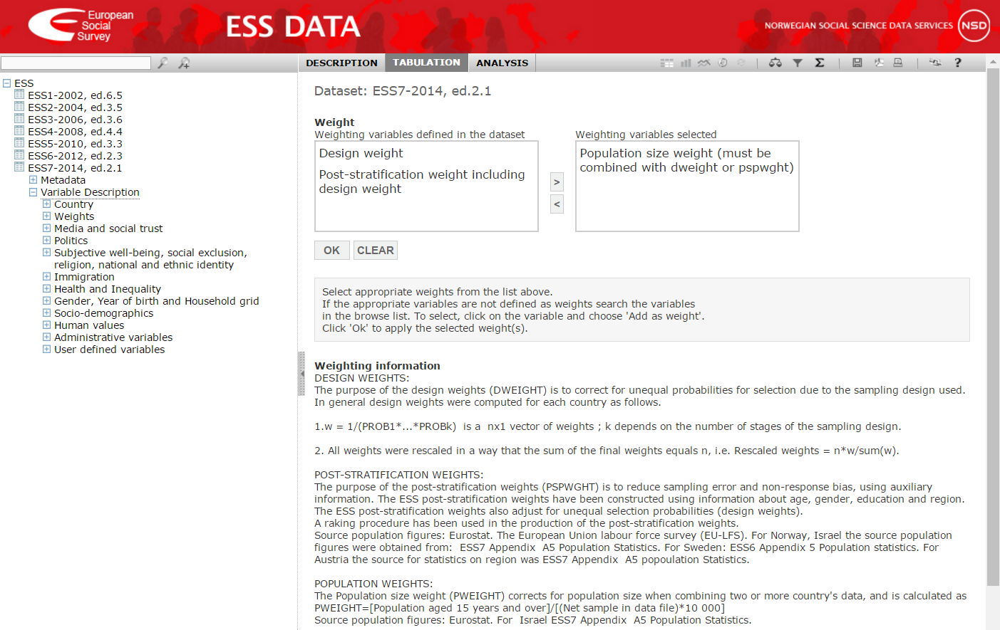 European
Social
Survey
ESS DATA
NORWEGIAN SOCIAL SCIENCE DATA SERVICES
NSD
DESCRIPTION
TABULATION
ANALYSIS
Σ
?
ESS
ESS1-2002, ed.6.5
ESS2-2004, ed.3.5
ESS3-2006, ed.3.6
ESS4-2008, ed.4.4
ESS5-2010, ed.3.3
ESS6-2012, ed.2.3
ESS7-2014, ed.2.1
Metadata
Variable Description
Country
Weights
Media and social trust
Politics
Subjective well-being, social exclusion,
religion, national and ethnic identity
Immigration
Health and Inequality
Gender, Year of birth and Household grid
Socio-demographics
Human values
Administrative variables
User defined variables
Dataset: ESS7-2014, ed.2.1
Weight
Weighting variables defined in the dataset
Design weight
Post-stratification weight including
design weight
>
<
Weighting variables selected
Population size weight (must be
combined with dweight or pspwght)
OK
CLEAR
Select appropriate weights from the list above.
If the appropriate variables are not defined as weights search the variables
in the browse list. To select, click on the variable and choose 'Add as weight'.
Click 'Ok' to apply the selected weight(s).
Weighting information
DESIGN WEIGHTS:
The purpose of the design weights (DWEIGHT) is to correct for unequal probabilities for selection due to the sampling design used.
In general design weights were computed for each country as follows.
1.w = 1/(PROB1*...*PROBk)  is a  nx1 vector of weights ; k depends on the number of stages of the sampling design.
2. All weights were rescaled in a way that the sum of the final weights equals n, i.e. Rescaled weights = n*w/sum(w).
POST-STRATIFICATION WEIGHTS:
The purpose of the post-stratification weights (PSPWGHT) is to reduce sampling error and non-response bias, using auxiliary
information. The ESS post-stratification weights have been constructed using information about age, gender, education and region.
The ESS post-stratification weights also adjust for unequal selection probabilities (design weights).
A raking procedure has been used in the production of the post-stratification weights.
Source population figures: Eurostat. The European Union labour force survey (EU-LFS). For Norway, Israel the source population
figures were obtained from:  ESS7 Appendix  A5 Population Statistics. For Sweden: ESS6 Appendix 5 Population statistics. For
Austria the source for statistics on region was ESS7 Appendix  A5 popoulation Statistics.
POPULATION WEIGHTS:
The Population size weight (PWEIGHT) corrects for population size when combining two or more country's data, and is calculated as
PWEIGHT=[Population aged 15 years and over]/[(Net sample in data file)*10 000]
Source population figures: Eurostat. For  Israel ESS7 Appendix  A5 Population Statistics.